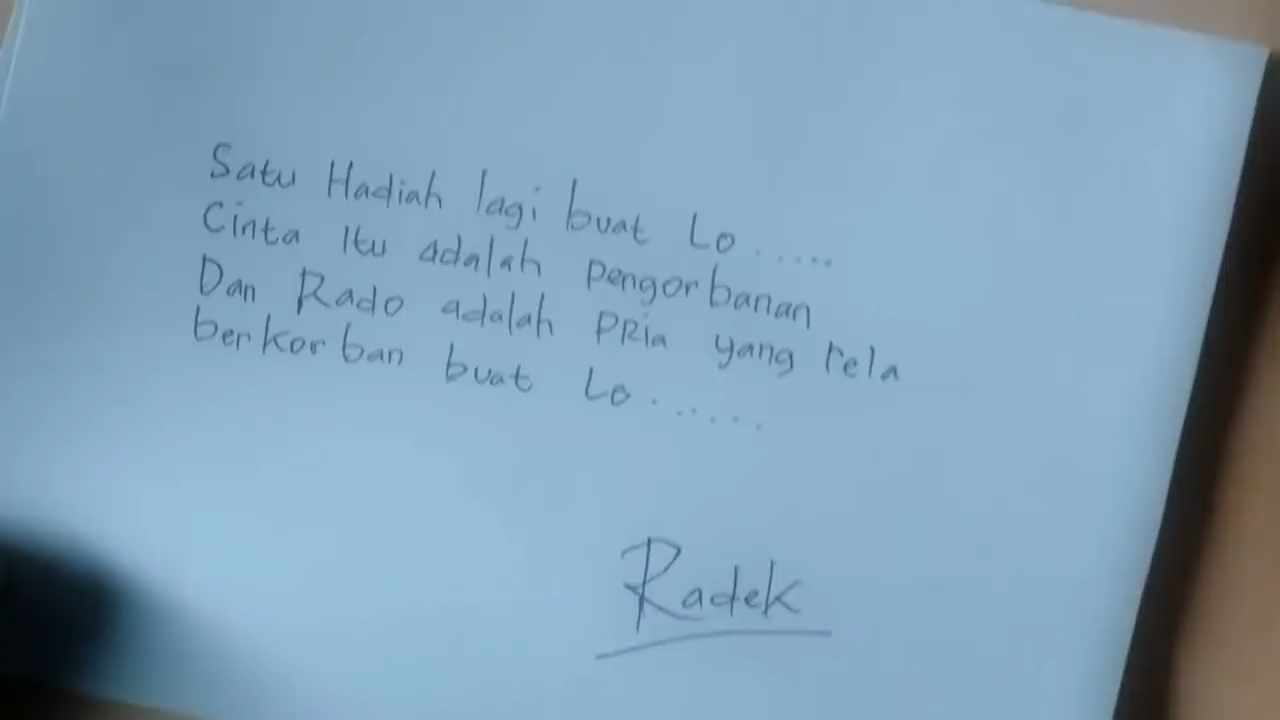 Satu Hadiah lagi buat Lo.....
Cinta Itu adalah pengorbanan
Dan Rado adalah PRia yang rela
berkorban buat Lo......
Radek